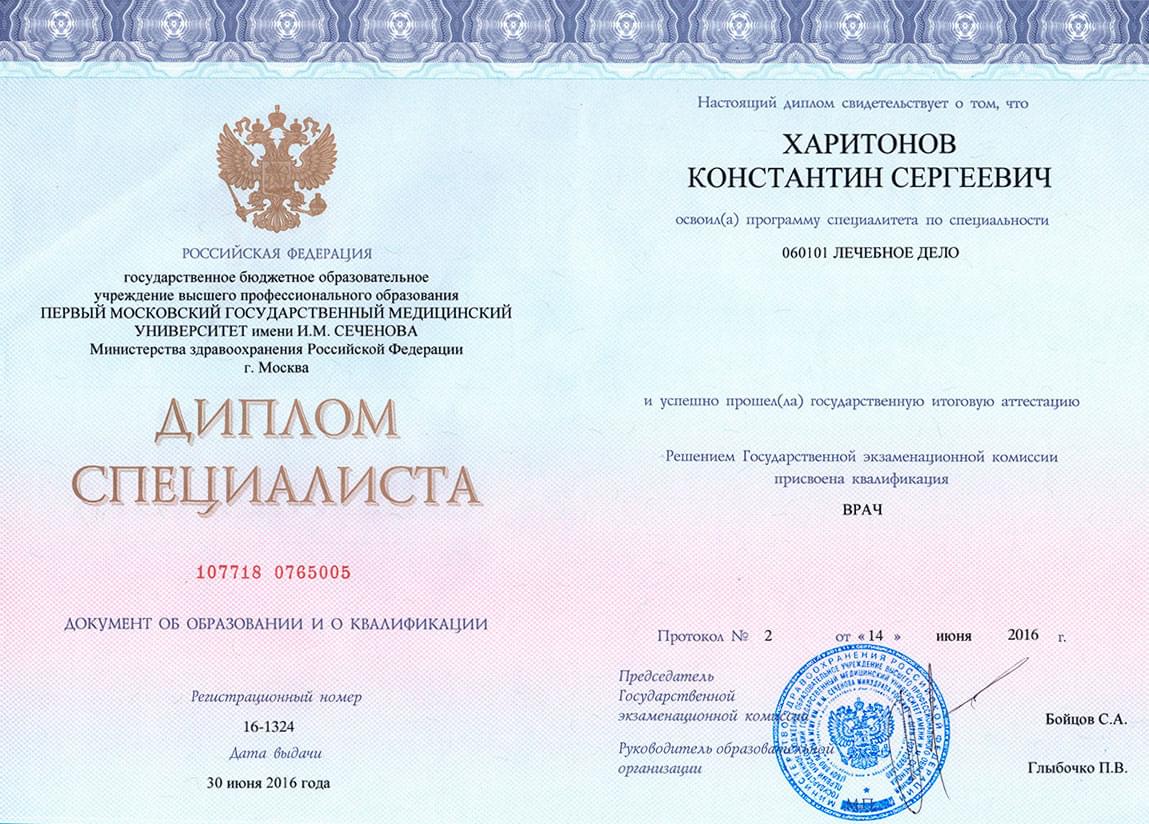 РОССИЙСКАЯ ФЕДЕРАЦИЯ
государственное бюджетное образовательное
учреждение высшего профессионального образования
ПЕРВЫЙ МОСКОВСКИЙ ГОСУДАРСТВЕННЫЙ МЕДИЦИНСКИЙ
УНИВЕРСИТЕТ имени И.М. СЕЧЕНОВА
Министерства здравоохранения Российской Федерации
г. Москва
ДИПЛОМ
СПЕЦИАЛИСТА
107718 0765005
ДОКУМЕНТ ОБ ОБРАЗОВАНИИ И О КВАЛИФИКАЦИИ
Регистрационный номер
16-1324
Дата выдачи
30 июня 2016 года
Настоящий диплом свидетельствует о том, что
ХАРИТОНОВ
КОНСТАНТИН СЕРГЕЕВИЧ
освоил(а) программу специалитета по специальности
060101 ЛЕЧЕБНОЕ ДЕЛО
и успешно прошел(ла) государственную итоговую аттестацию
Решением Государственной экзаменационной комиссии
присвоена квалификация
ВРАЧ
Протокол № 2 от « 14 » июня 2016 г.
Председатель
Государственной
экзаменационной комиссии
Бойцов С.А.
Руководитель образовательной
организации
Глыбочко П.В.
М.П.